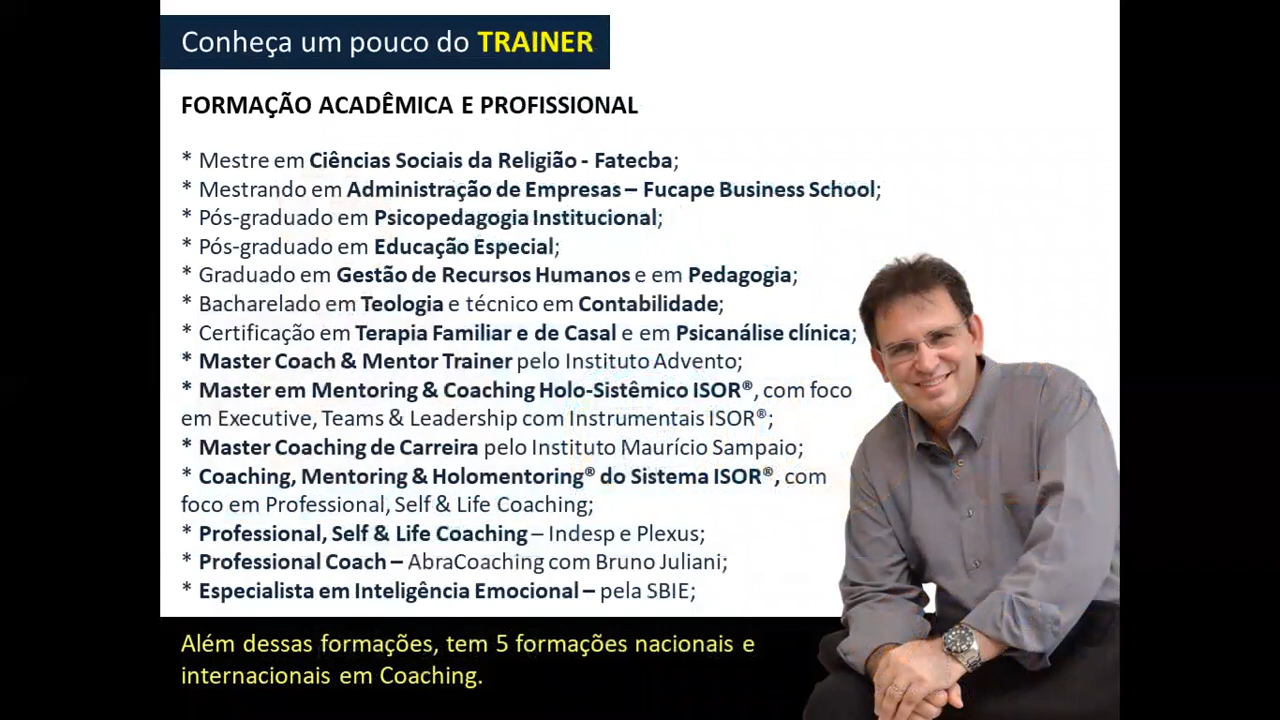 Conheça um pouco do TRAINER
FORMAÇÃO ACADÊMICA E PROFISSIONAL
* Mestre em Ciências Sociais da Religião - Fatecba;
* Mestrando em Administração de Empresas – Fucape Business School;
* Pós-graduado em Psicopedagogia Institucional;
* Pós-graduado em Educação Especial;
* Graduado em Gestão de Recursos Humanos e em Pedagogia;
* Bacharelado em Teologia e técnico em Contabilidade;
* Certificação em Terapia Familiar e de Casal e em Psicanálise clínica;
* Master Coach & Mentor Trainer pelo Instituto Advento;
* Master em Mentoring & Coaching Holo-Sistêmico ISOR®, com foco
em Executive, Teams & Leadership com Instrumentais ISOR®;
* Master Coaching de Carreira pelo Instituto Maurício Sampaio;
* Coaching, Mentoring & Holomentoring® do Sistema ISOR®, com
foco em Professional, Self & Life Coaching;
* Professional, Self & Life Coaching – Indesp e Plexus;
* Professional Coach – AbraCoaching com Bruno Juliani;
* Especialista em Inteligência Emocional – pela SBIE;
Além dessas formações, tem 5 formações nacionais e
internacionais em Coaching.